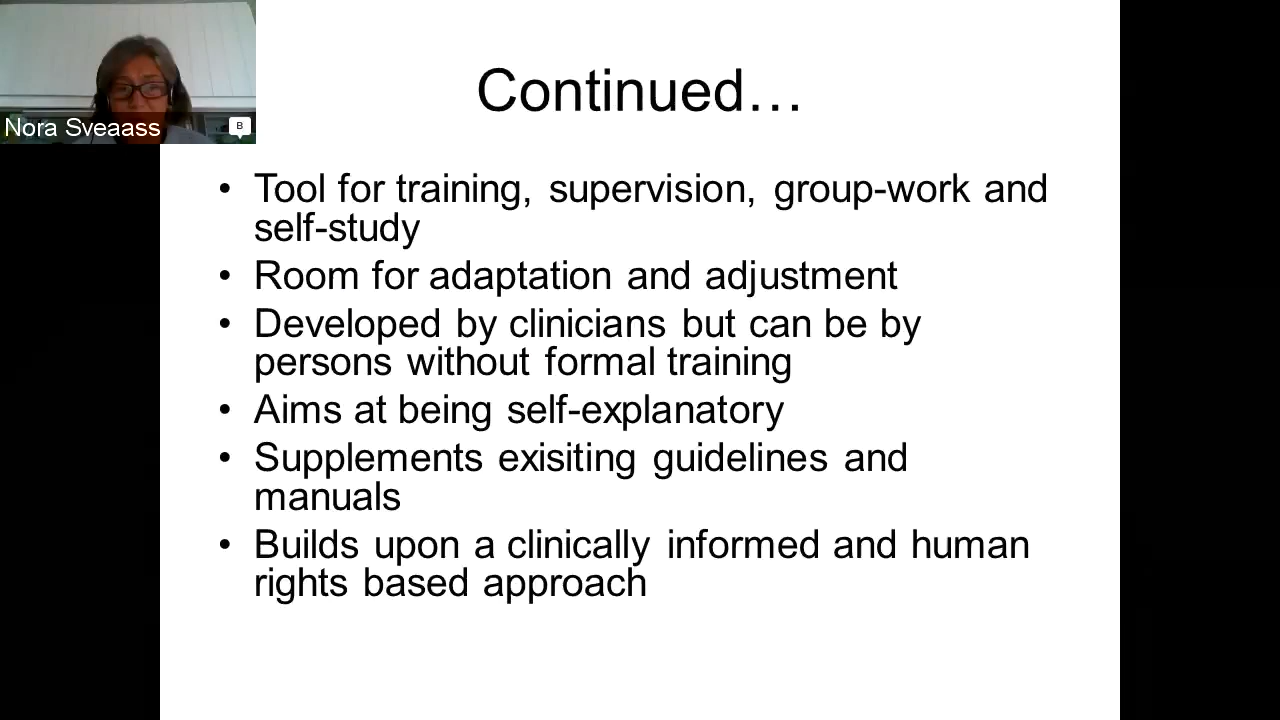 Nora Sveaass
B
Continued…
• Tool for training, supervision, group-work and
self-study
• Room for adaptation and adjustment
• Developed by clinicians but can be by
persons without formal training
• Aims at being self-explanatory
• Supplements exisiting guidelines and
manuals
• Builds upon a clinically informed and human
rights based approach